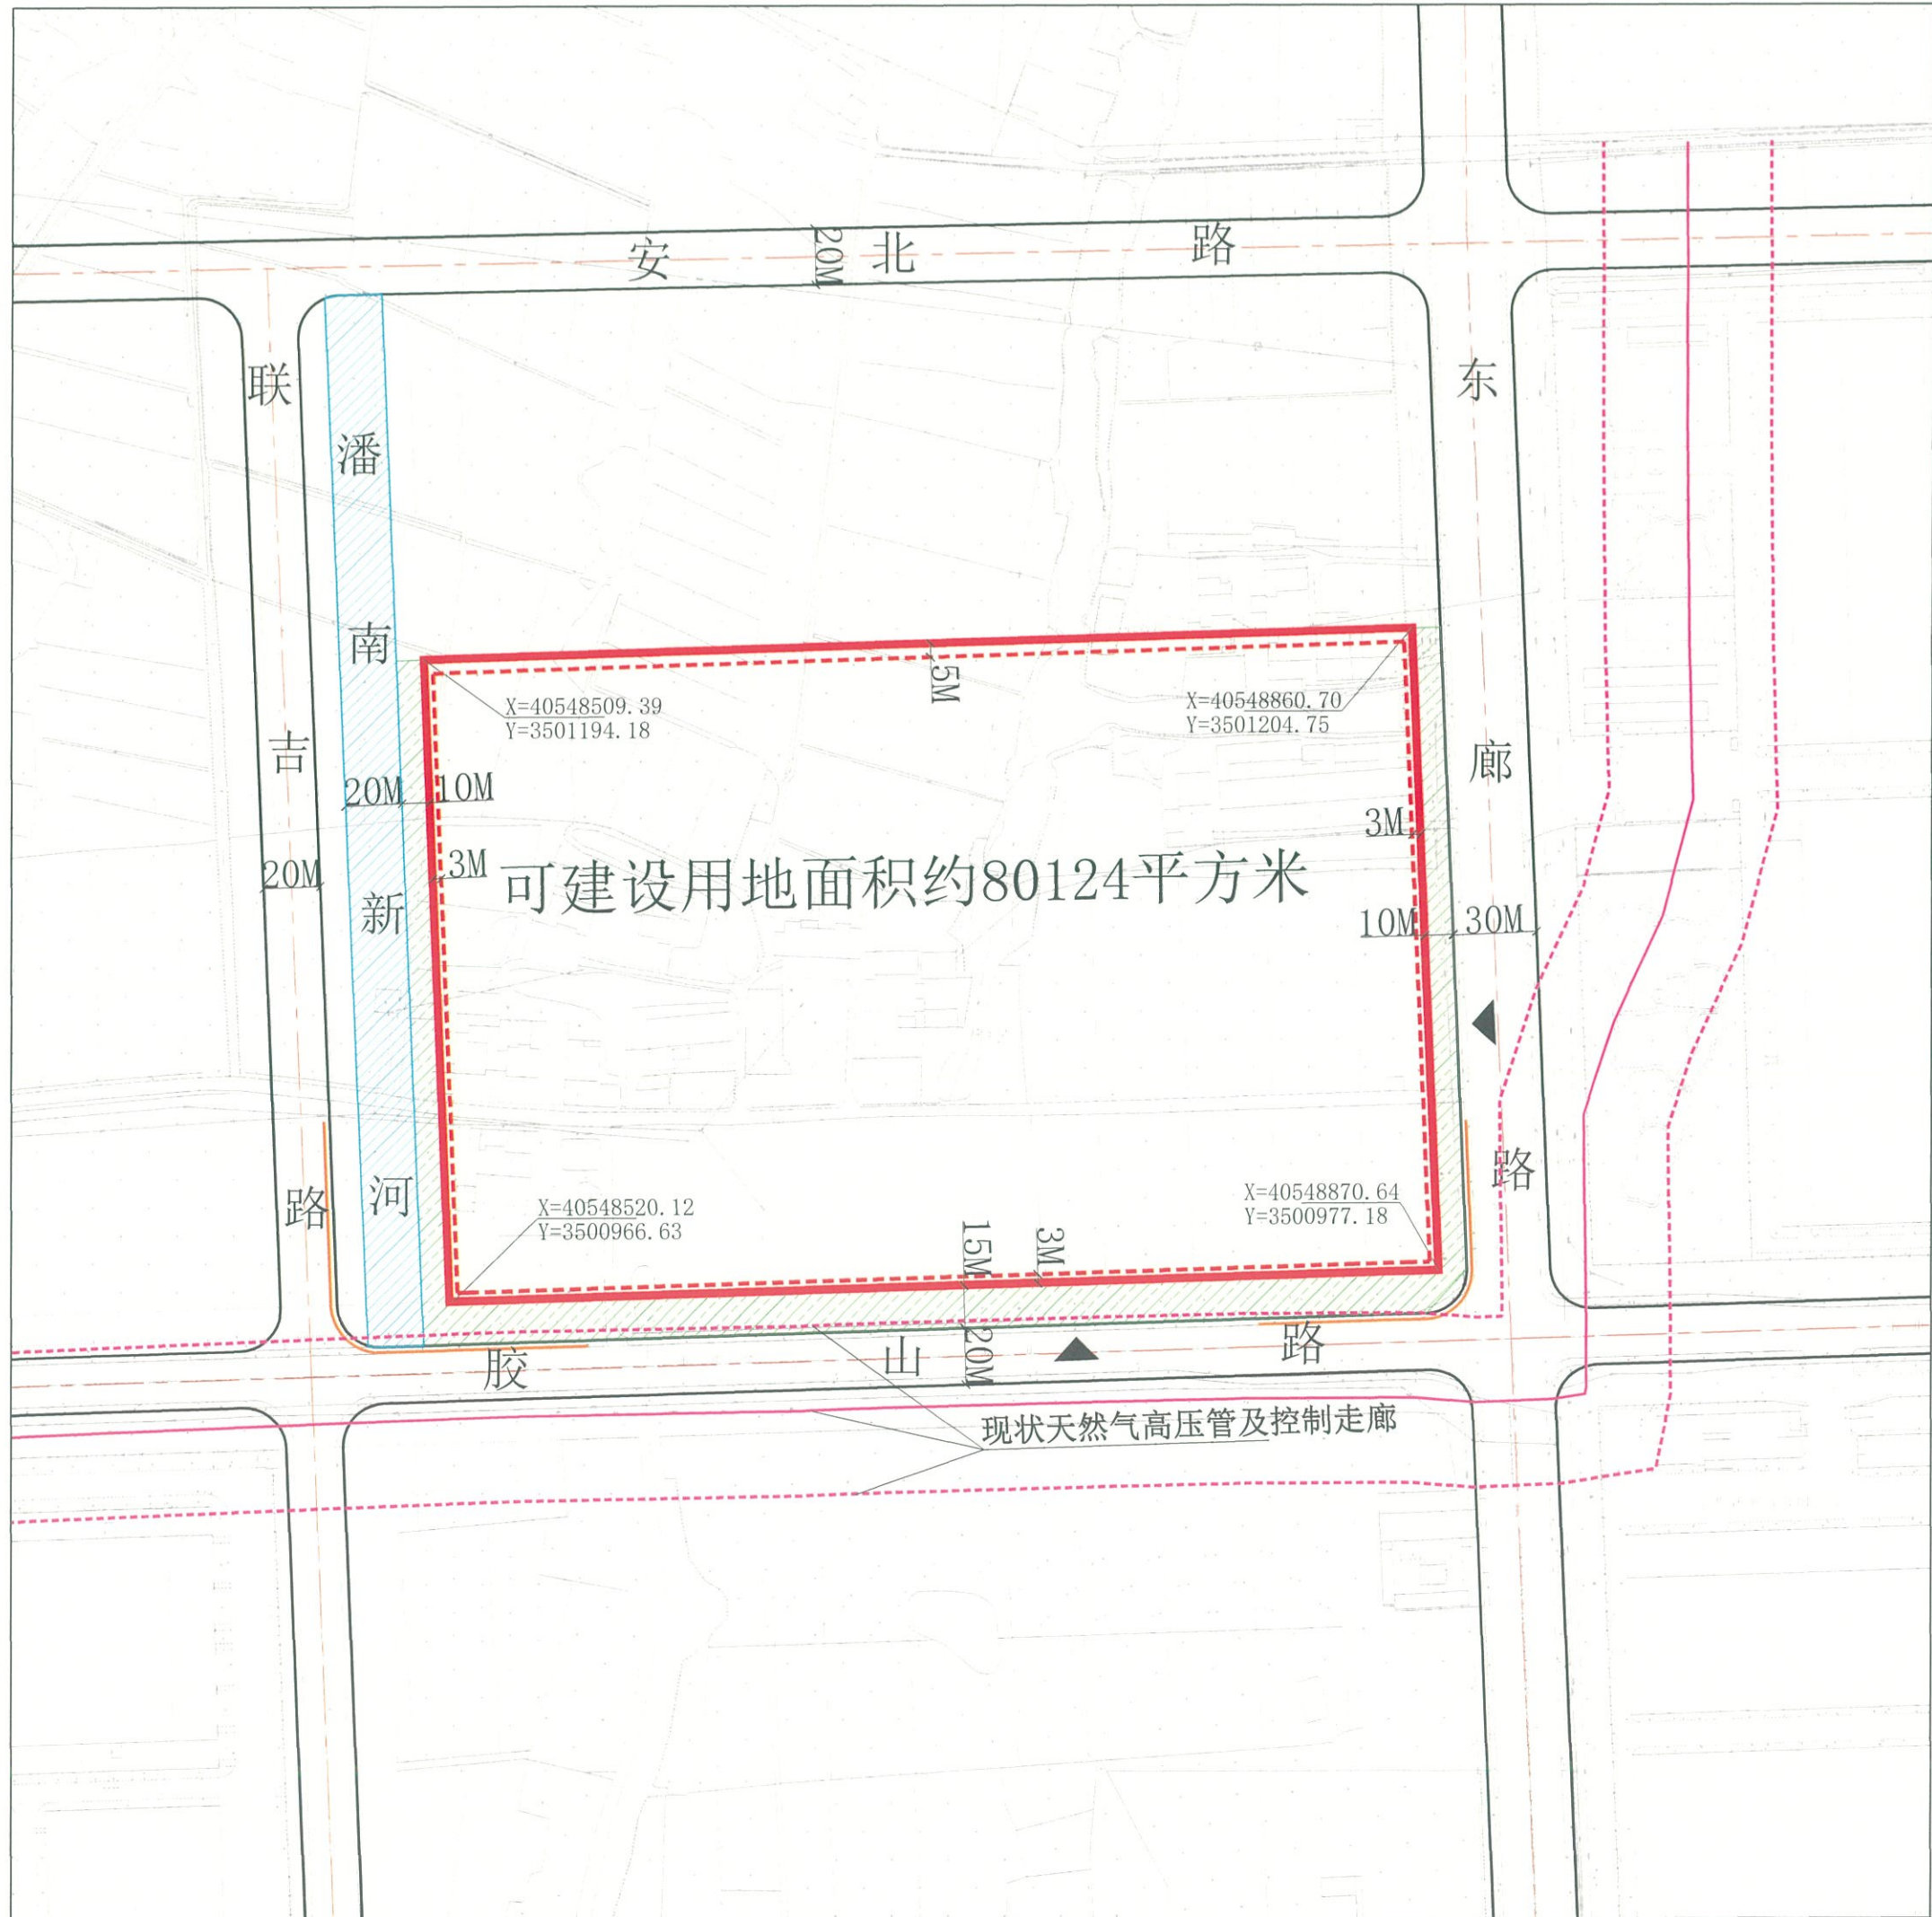 安北路
20M
联吉路
潘南新河
东廊路
5M
X=40548509.39
Y=3501194.18
X=40548860.70
Y=3501204.75
20M
10M
3M
3M
20M
可建设用地面积约80124平方米
10M
30M
X=40548520.12
Y=3500966.63
X=40548870.64
Y=3500977.18
15M
3M
胶山路
20M
现状天然气高压管及控制走廊